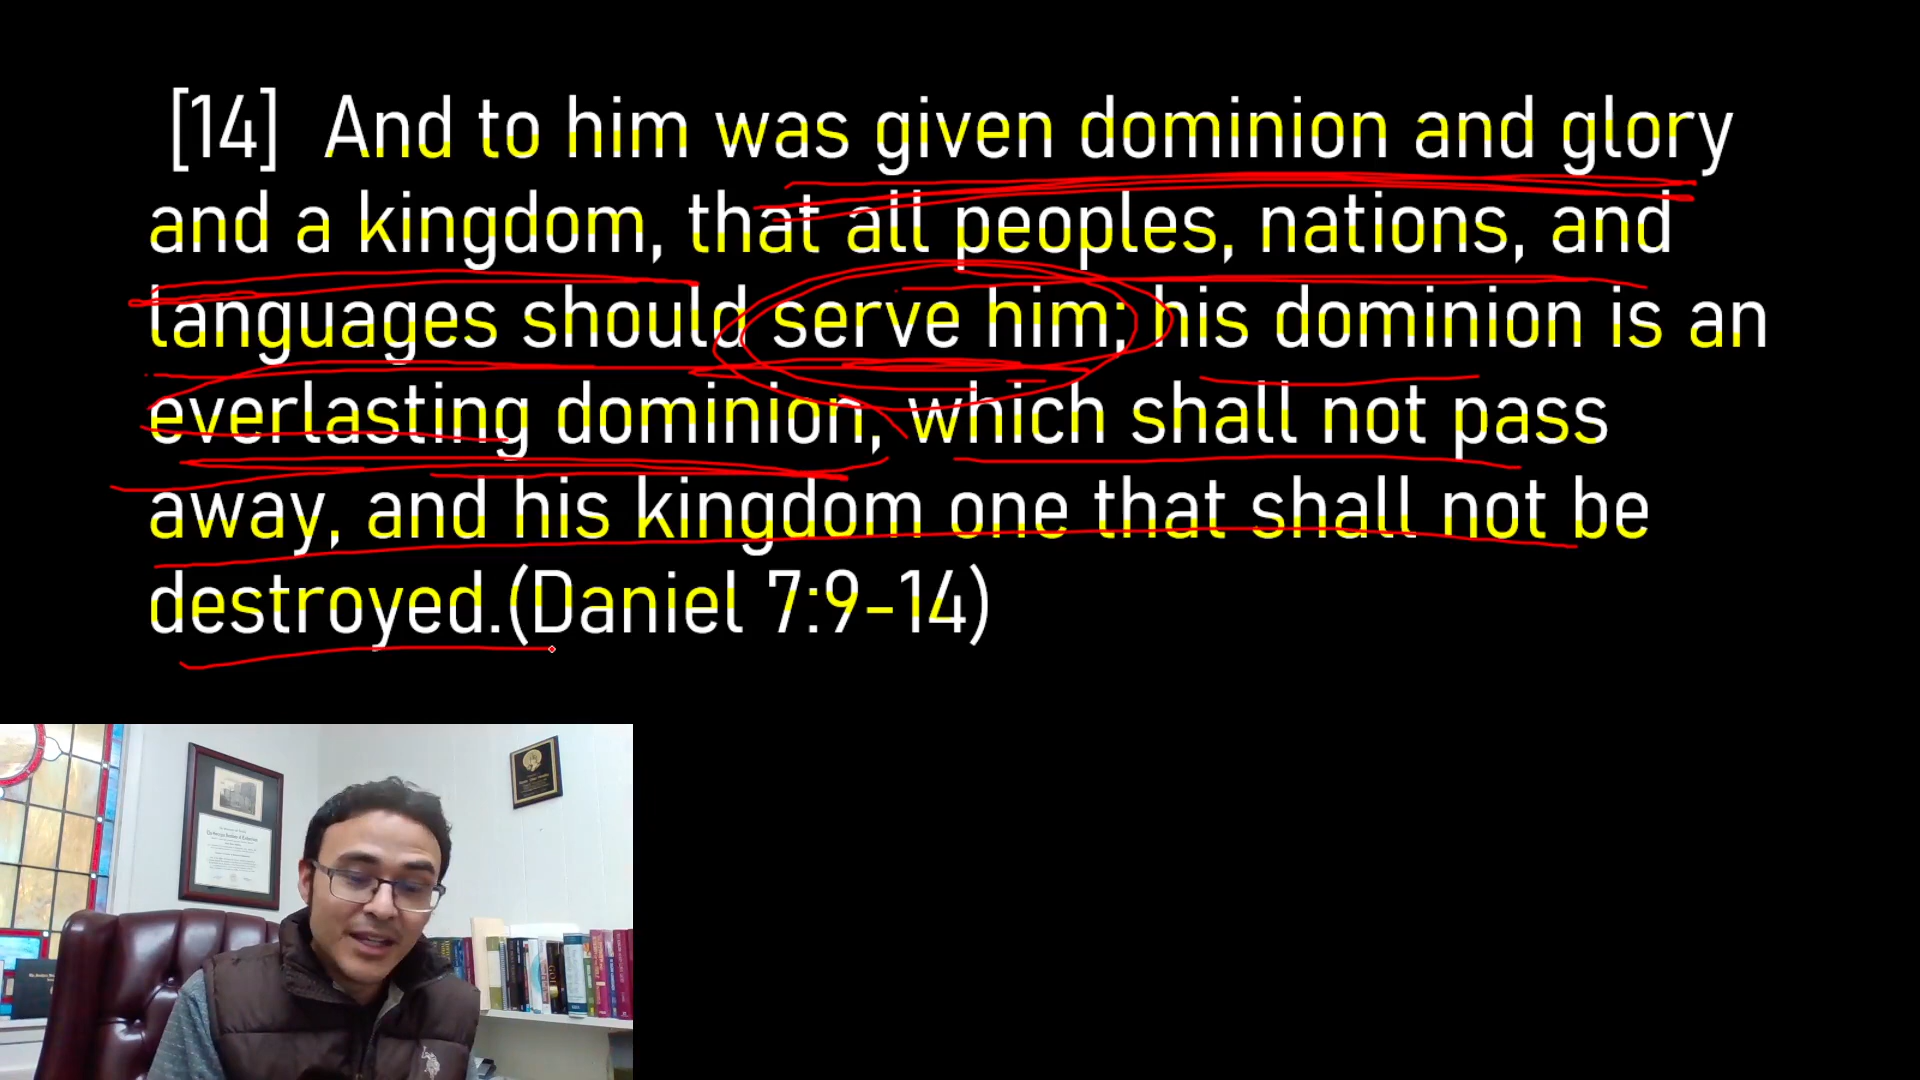 [14] And to him was given dominion and glory
and a kingdom, that all peoples, nations, and
languages should serve him; his dominion is an
everlasting dominion, which shall not pass
away, and his kingdom one that shall not be
destroyed.(Daniel 7:9-14)